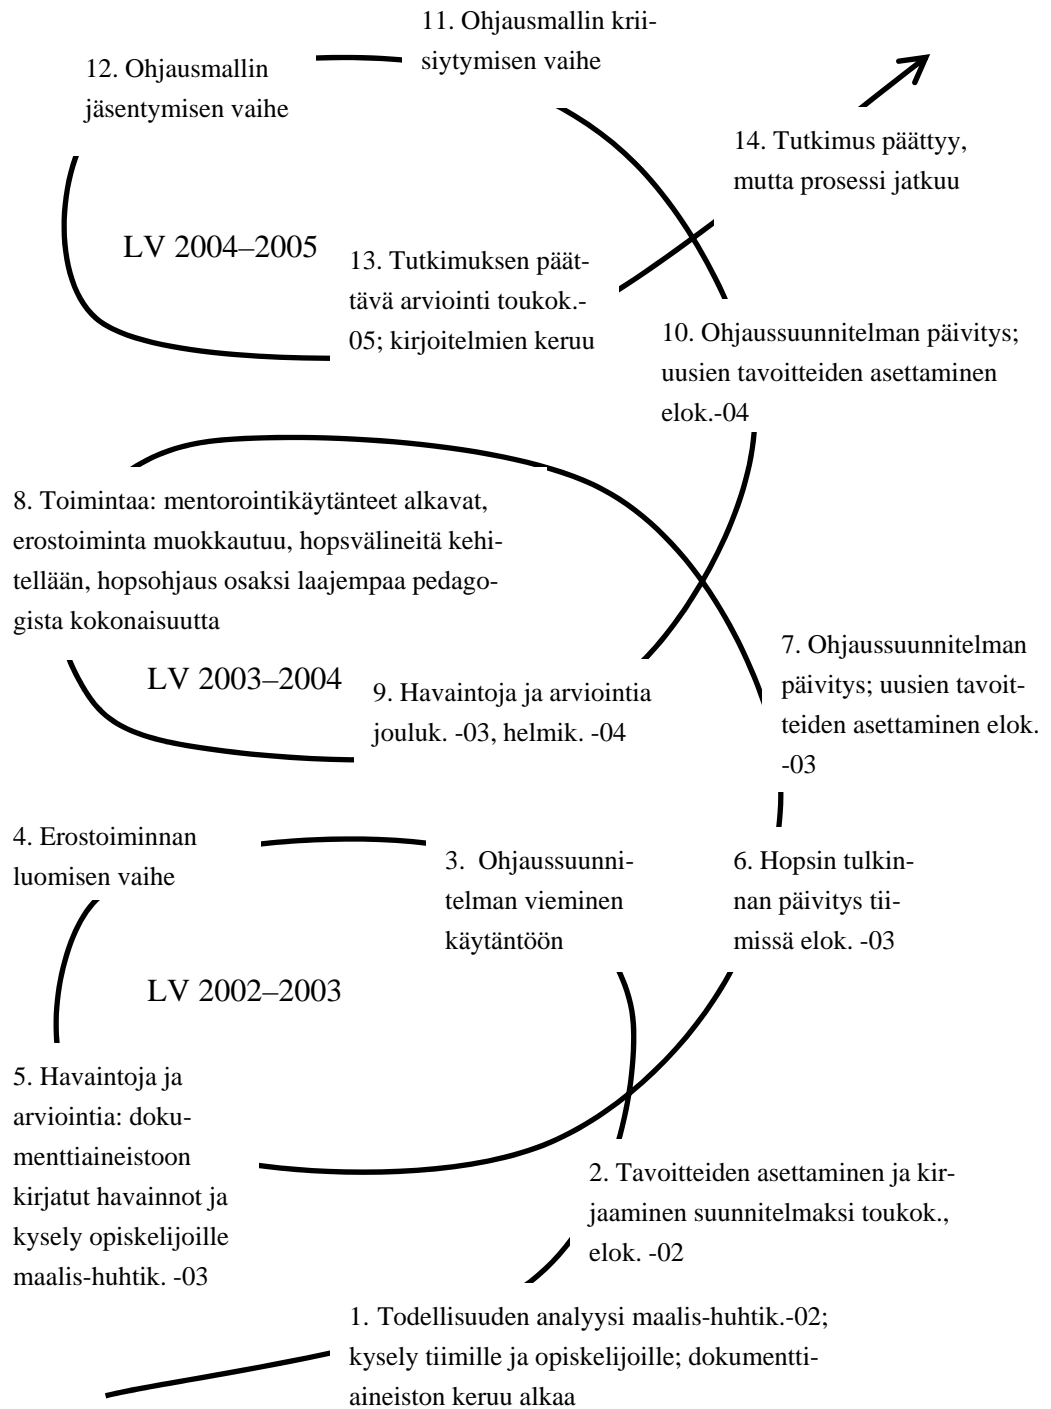 11. Ohjausmallin krii-
siytymisen vaihe
12. Ohjausmallin
jäsentymisen vaihe
14. Tutkimus päättyy,
mutta prosessi jatkuu
LV 2004–2005
13. Tutkimuksen päät-
tävä arviointi toukok.-
05; kirjoitelmien keruu
10. Ohjaussuunnitelman päivitys;
uusien tavoitteiden asettaminen
elok.-04
8. Toimintaa: mentorointikäytänteet alkavat,
erostoiminta muokkautuu, hopsvälineitä kehi-
tellään, hopsohjaus osaksi laajempaa pedago-
gista kokonaisuutta
7. Ohjaussuunnitelman
päivitys; uusien tavoit-
teiden asettaminen elok.
-03
LV 2003–2004
9. Havaintoja ja arviointia
jouluk. -03, helmik. -04
4. Erostoiminnan
luomisen vaihe
3. Ohjaussuunni-
telman vieminen
käytäntöön
6. Hopsin tulkin-
nan päivitys tii-
missä elok. -03
LV 2002–2003
5. Havaintoja ja
arviointia: doku-
menttiaineistoon
kirjatut havainnot ja
kysely opiskelijoille
maalis-huhtik. -03
2. Tavoitteiden asettaminen ja kir-
jaaminen suunnitelmaksi toukok.,
elok. -02
1. Todellisuuden analyysi maalis-huhtik.-02;
kysely tiimille ja opiskelijoille; dokumentti-
aineiston keruu alkaa